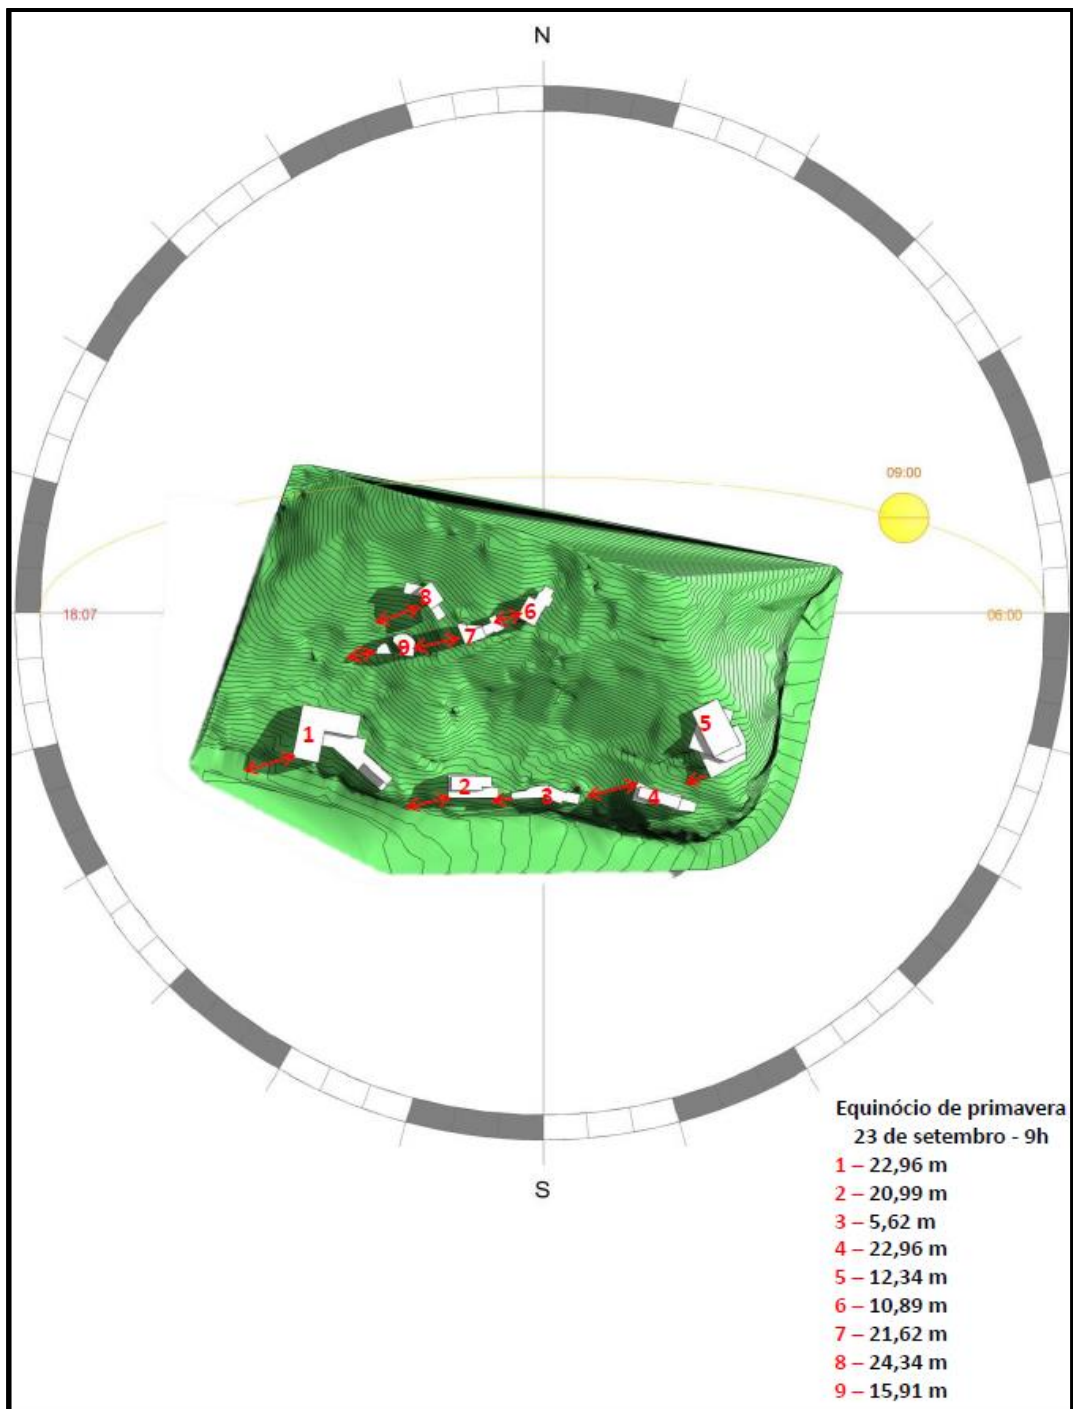 N
09:00
18:07
06:00
8
6
7
9
5
1
2
3
4
S
Equinócio de primavera
23 de setembro - 9h
1 – 22,96 m
2 – 20,99 m
3 – 5,62 m
4 – 22,96 m
5 – 12,34 m
6 – 10,89 m
7 – 21,62 m
8 – 24,34 m
9 – 15,91 m